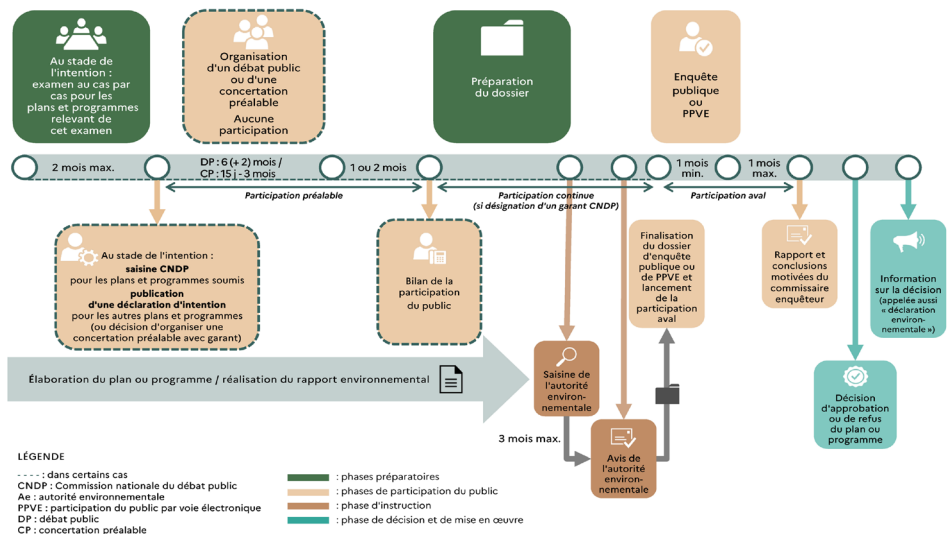 Au stade de
l'intention :
examen au cas par
cas pour les
plans et programmes
relevant de
cet examen
Organisation
d'un débat public
ou d'une
concertation
préalable
Aucune
participation
Préparation
du dossier
Enquête
publique
ou
PPVE
2 mois max.
DP : 6 (+ 2) mois /
CP : 15 j - 3 mois
1 ou 2 mois
1 mois
min.
1 mois
max.
Participation préalable
Participation continue
(si désignation d'un garant CNDP)
Participation aval
Au stade de l'intention :
saisine CNDP
pour les plans et programmes soumis
publication
d'une déclaration d'intention
pour les autres plans et programmes
(ou décision d'organiser une
concertation préalable avec garant)
Bilan de la
participation
du public
Finalisation
du dossier
d'enquête
publique ou
de PPVE et
lancement
de la
participation
aval
Rapport et
conclusions
motivées du
commissaire
enquêteur
Information
sur la décision
(appelée aussi
« déclaration
environ-
nementale »)
Élaboration du plan ou programme / réalisation du rapport environnemental
Saisine de
l'autorité
environ-
nementale
3 mois max.
Avis de
l'autorité
environ-
nementale
Décision
d'approbation
ou de refus
du plan ou
programme
LÉGENDE
- - - - : dans certains cas
CNDP : Commission nationale du débat public
Ae : autorité environnementale
PPVE : participation du public par voie électronique
DP : débat public
CP : concertation préalable
: phases préparatoires
: phases de participation du public
: phase d'instruction
: phase de décision et de mise en œuvre